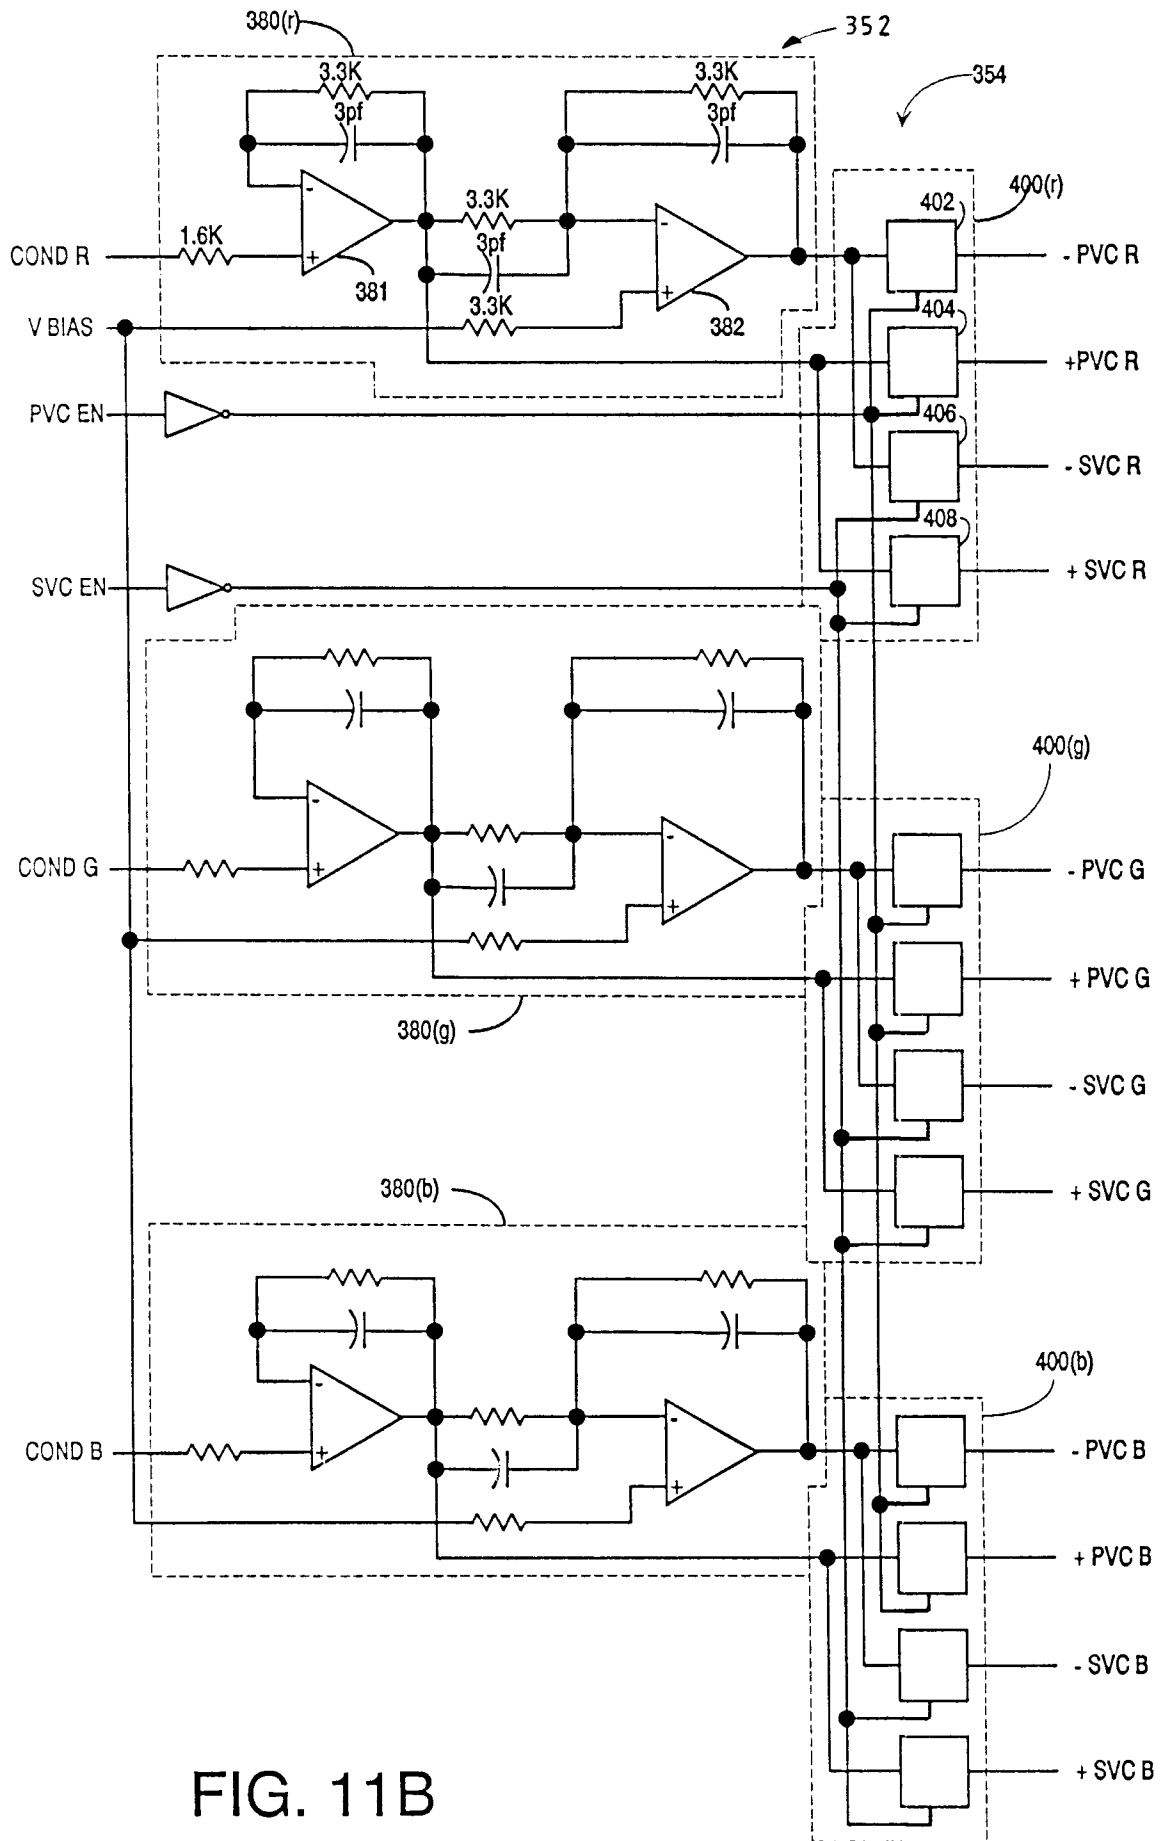 380(r)
352
354
3.3K
3pf
3.3K
3pf
402
400(r)
3.3K
3pf
1.6K
-
+
-
+
COND R
381
382
- PVC R
V BIAS
3.3K
404
+PVC R
PVC EN
406
- SVC R
408
SVC EN
+ SVC R
400(g)
-
+
-
+
COND G
- PVC G
+ PVC G
380(g)
- SVC G
380(b)
+ SVC G
400(b)
-
+
-
+
COND B
- PVC B
+ PVC B
- SVC B
+ SVC B
FIG. 11B